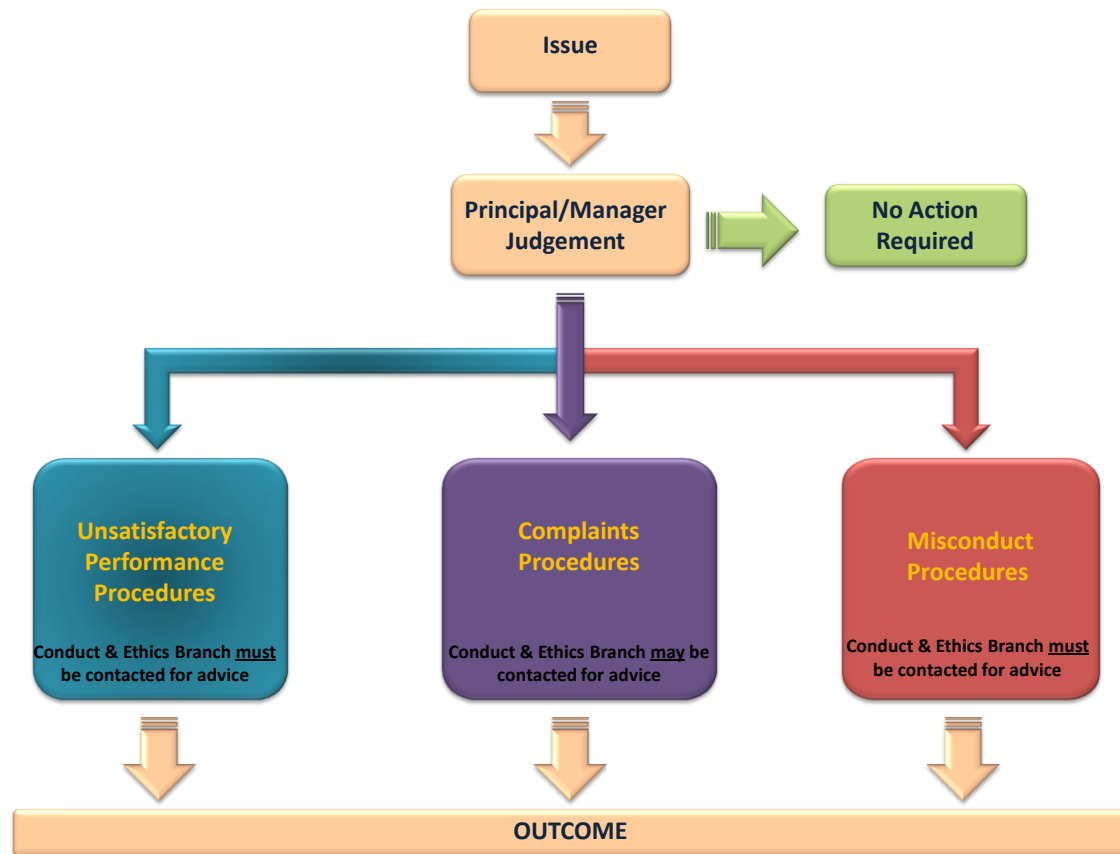 Issue
Principal/Manager
Judgement
No Action
Required
Unsatisfactory
Performance
Procedures
Conduct & Ethics Branch must
be contacted for advice
Complaints
Procedures
Conduct & Ethics Branch may be
contacted for advice
Misconduct
Procedures
Conduct & Ethics Branch must
be contacted for advice
OUTCOME